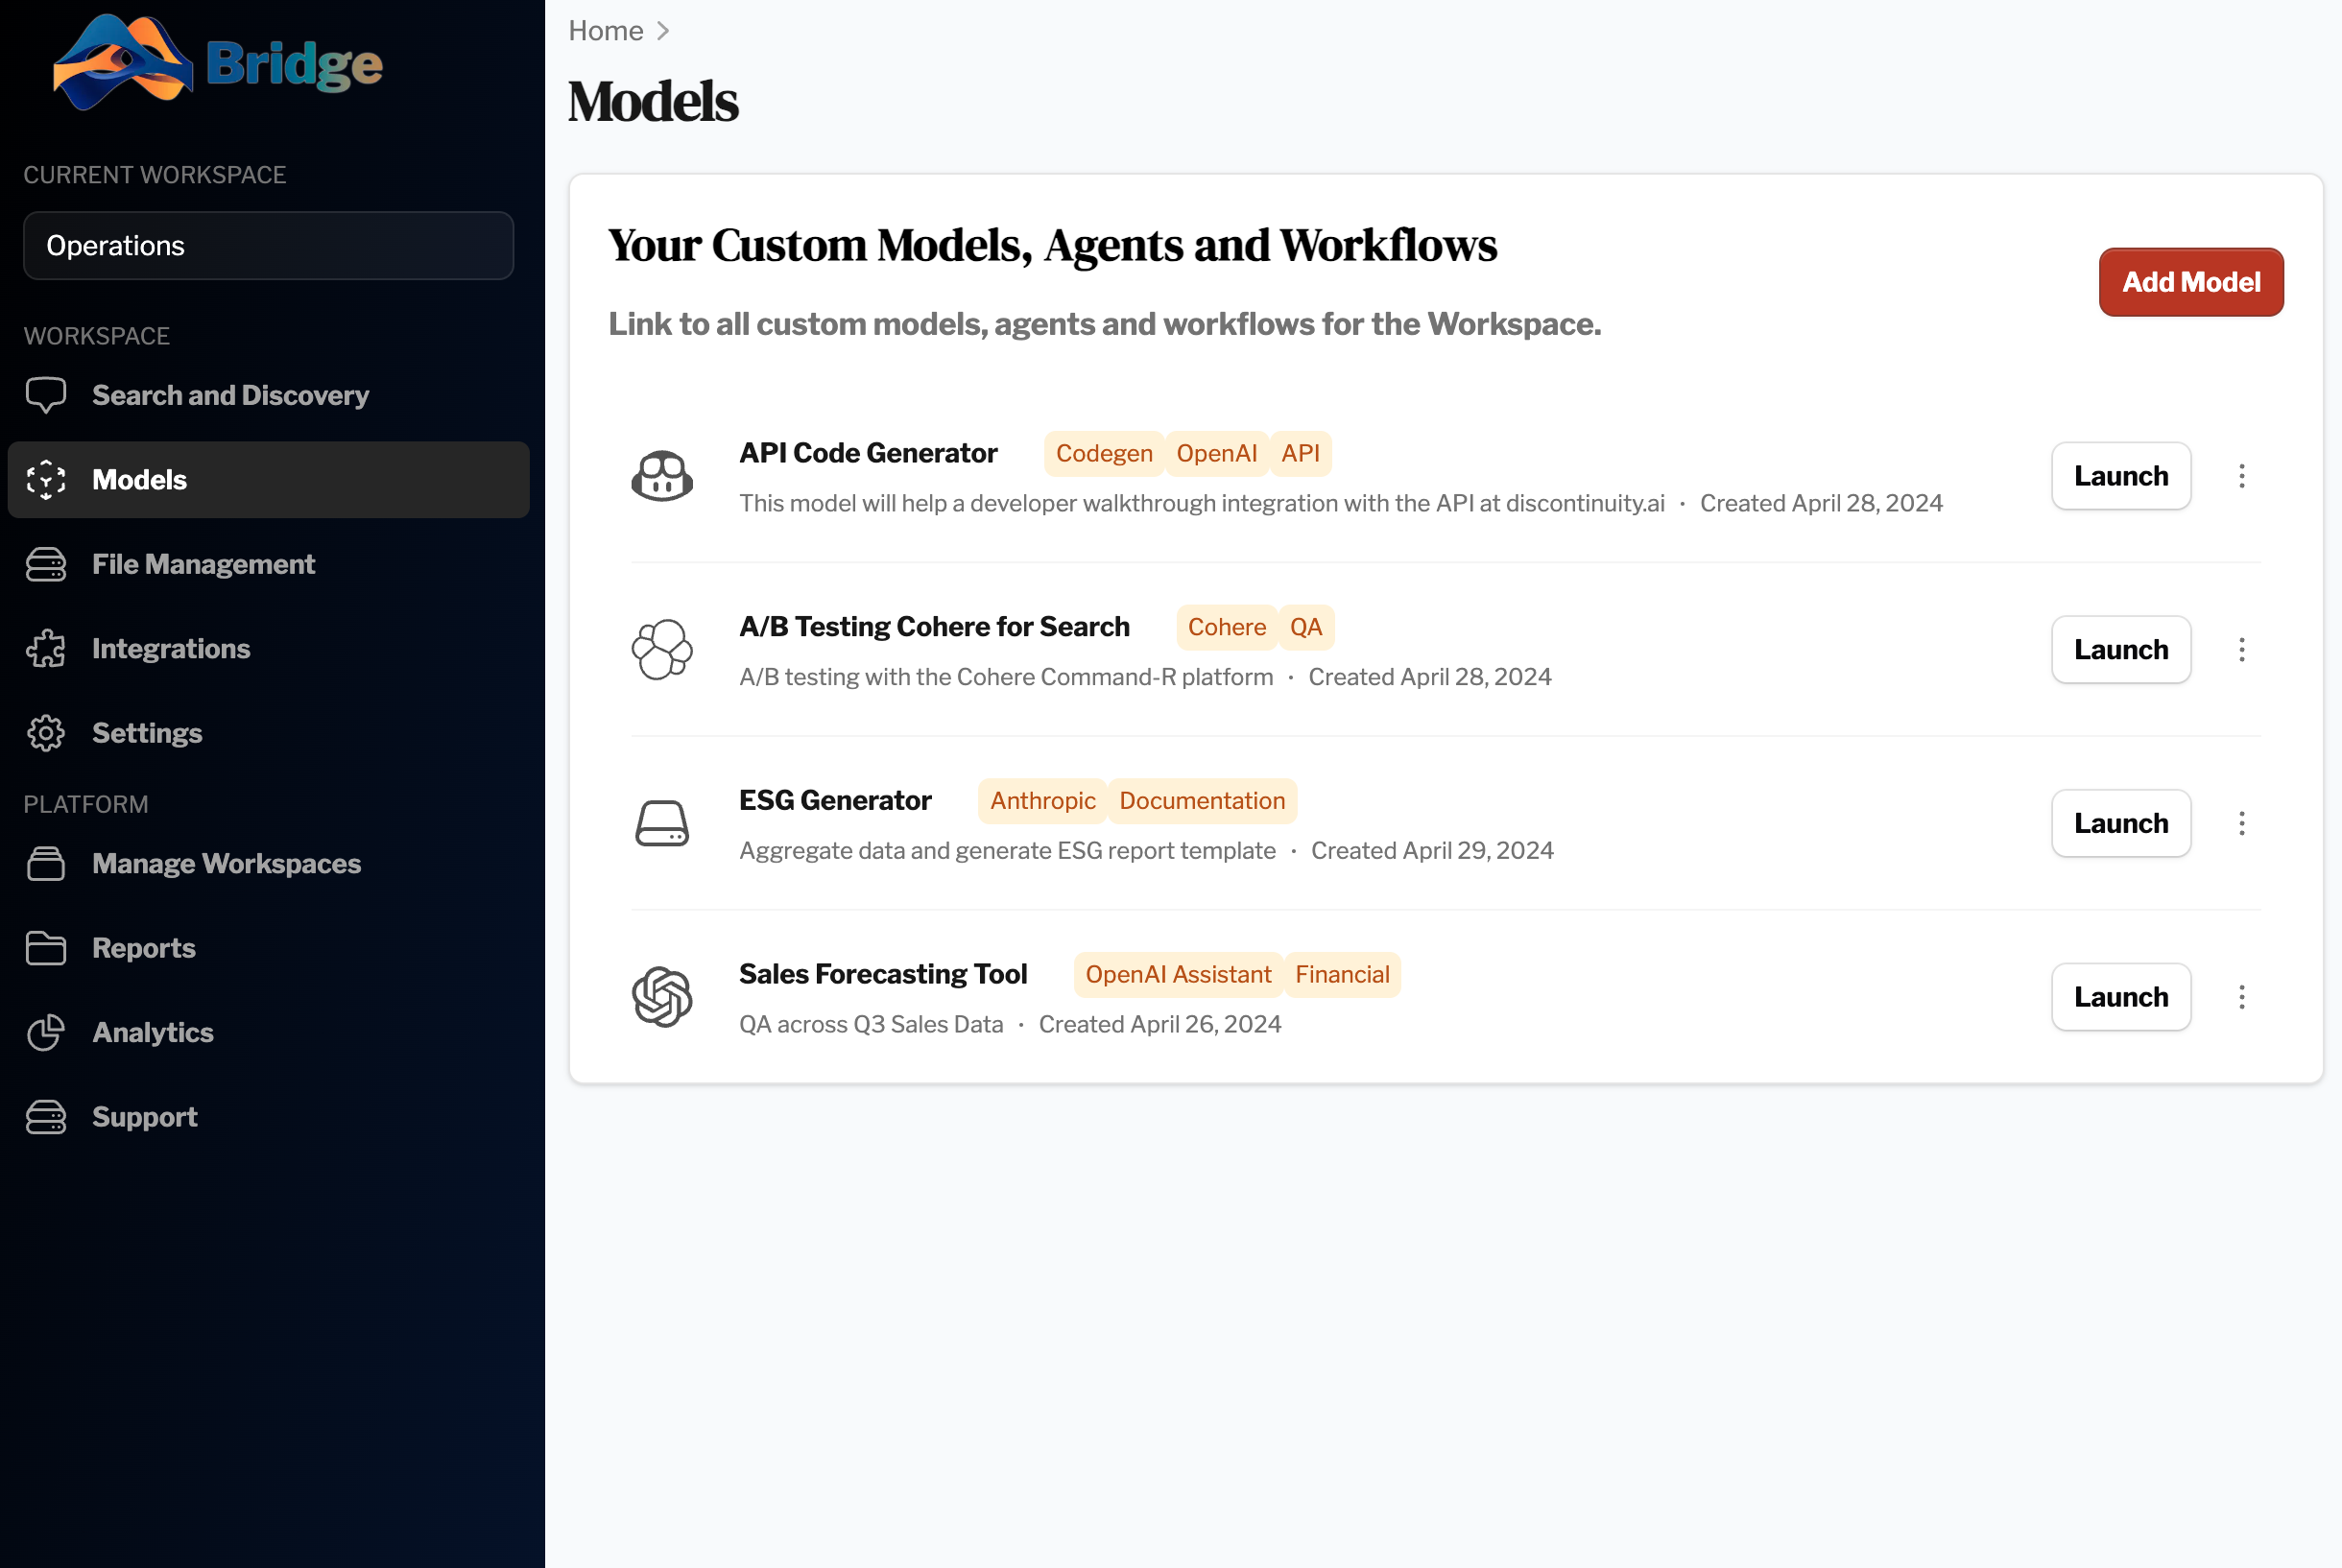 Bridge
CURRENT WORKSPACE
Operations
WORKSPACE
Search and Discovery
Models
File Management
Integrations
Settings
PLATFORM
Manage Workspaces
Reports
Analytics
Support
Home
Models
Your Custom Models, Agents and Workflows
Link to all custom models, agents and workflows for the Workspace.
Add Model
API Code Generator Codegen OpenAI API
This model will help a developer walkthrough integration with the API at discontinuity.ai · Created April 28, 2024
Launch
A/B Testing Cohere for Search Cohere QA
A/B testing with the Cohere Command-R platform · Created April 28, 2024
Launch
ESG Generator Anthropic Documentation
Aggregate data and generate ESG report template · Created April 29, 2024
Launch
Sales Forecasting Tool OpenAI Assistant Financial
QA across Q3 Sales Data · Created April 26, 2024
Launch